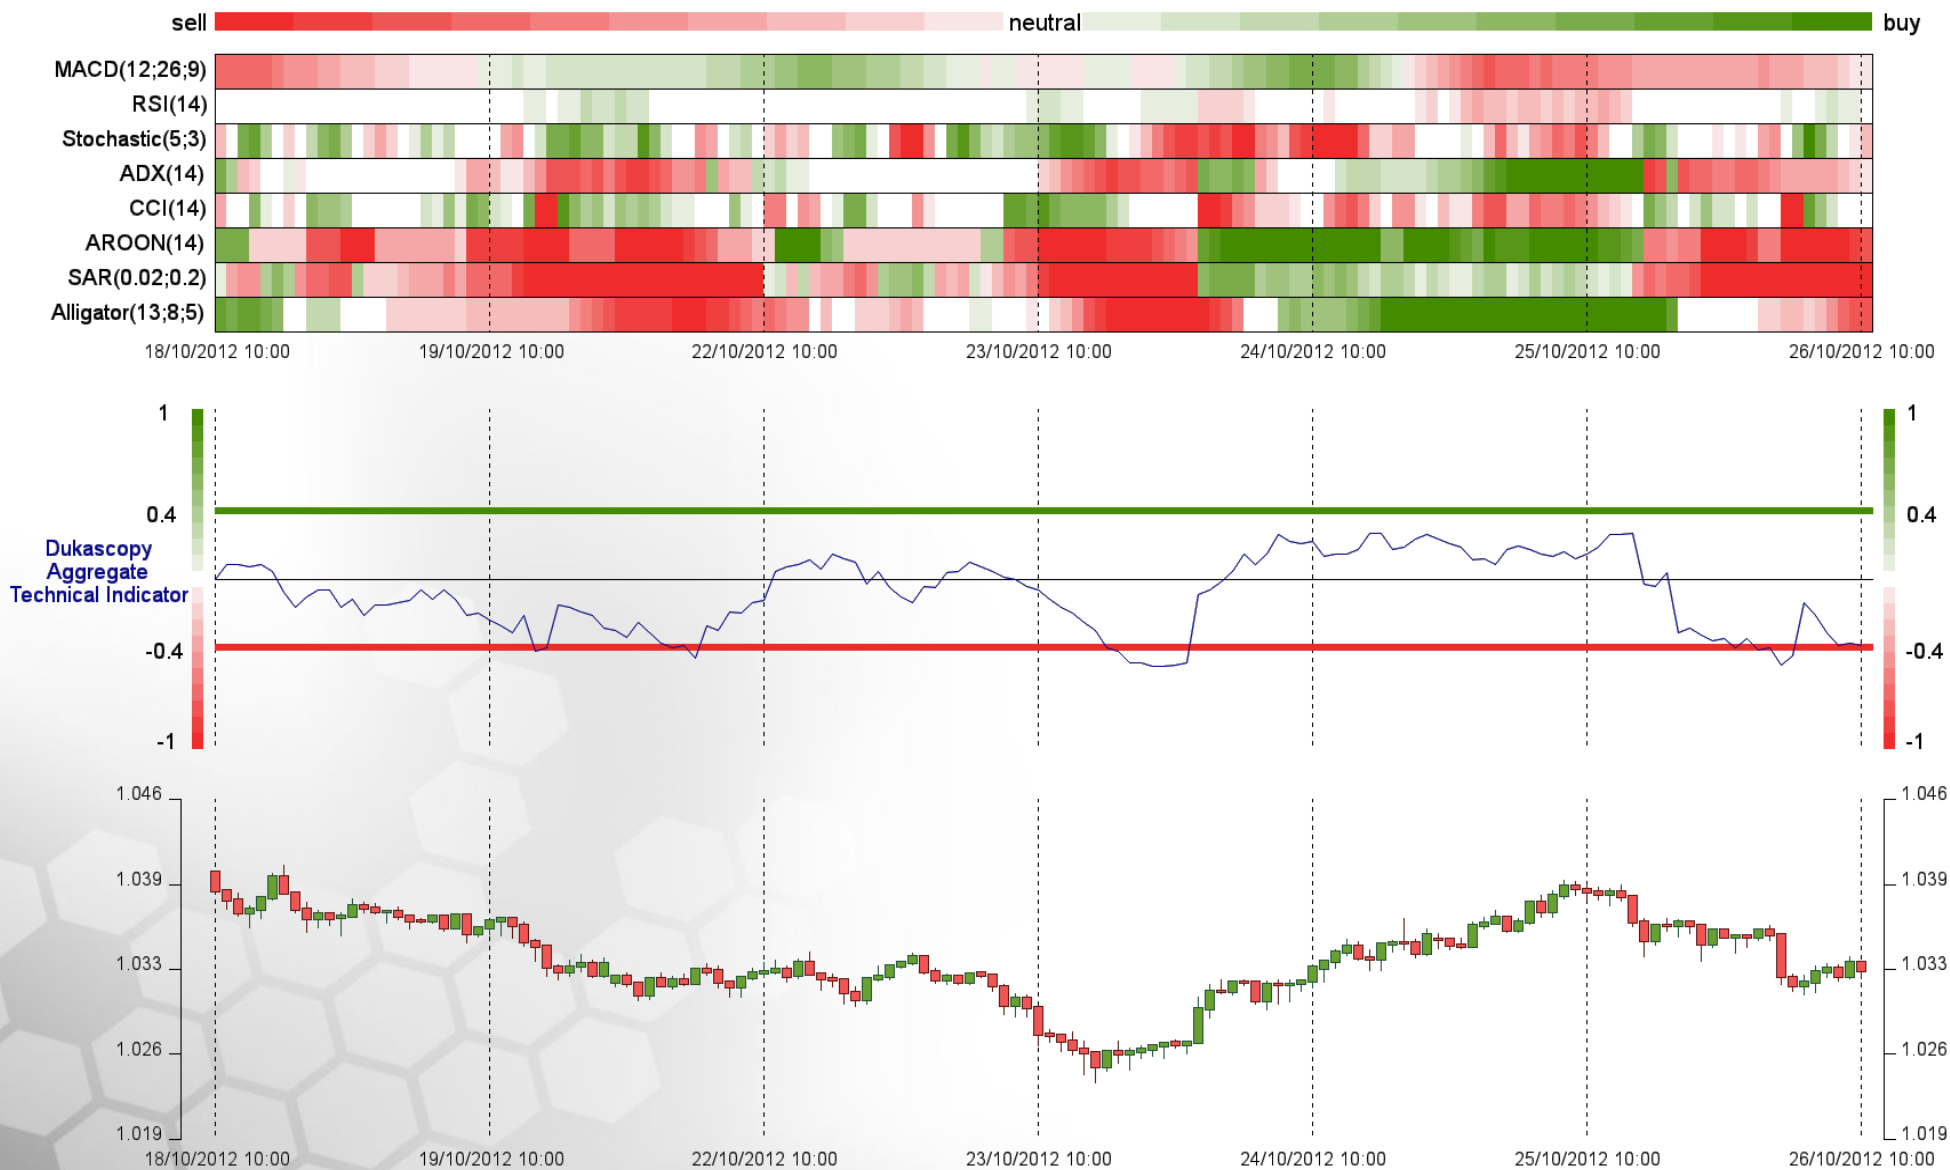 sell neutral buy
MACD(12;26;9)
RSI(14)
Stochastic(5;3)
ADX(14)
CCI(14)
AROON(14)
SAR(0.02;0.2)
Alligator(13;8;5)
18/10/2012 10:00 19/10/2012 10:00 22/10/2012 10:00 23/10/2012 10:00 24/10/2012 10:00 25/10/2012 10:00 26/10/2012 10:00
1 1
0.4 0.4
Dukascopy
Aggregate
Technical Indicator
-0.4 -0.4
-1 -1
1.046 1.046
1.039 1.039
1.033 1.033
1.026 1.026
1.019 1.019
18/10/2012 10:00 19/10/2012 10:00 22/10/2012 10:00 23/10/2012 10:00 24/10/2012 10:00 25/10/2012 10:00 26/10/2012 10:00